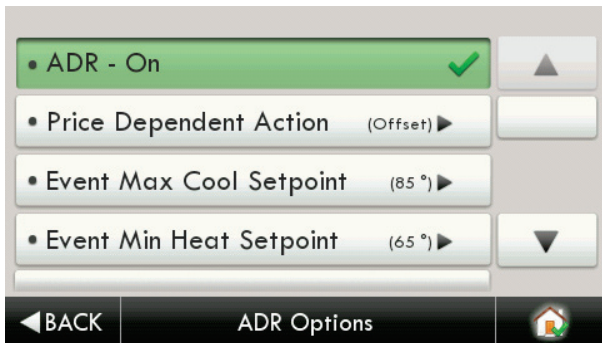 • ADR - On
• Price Dependent Action (Offset)
• Event Max Cool Setpoint (85 °)
• Event Min Heat Setpoint (65 °)
BACK ADR Options